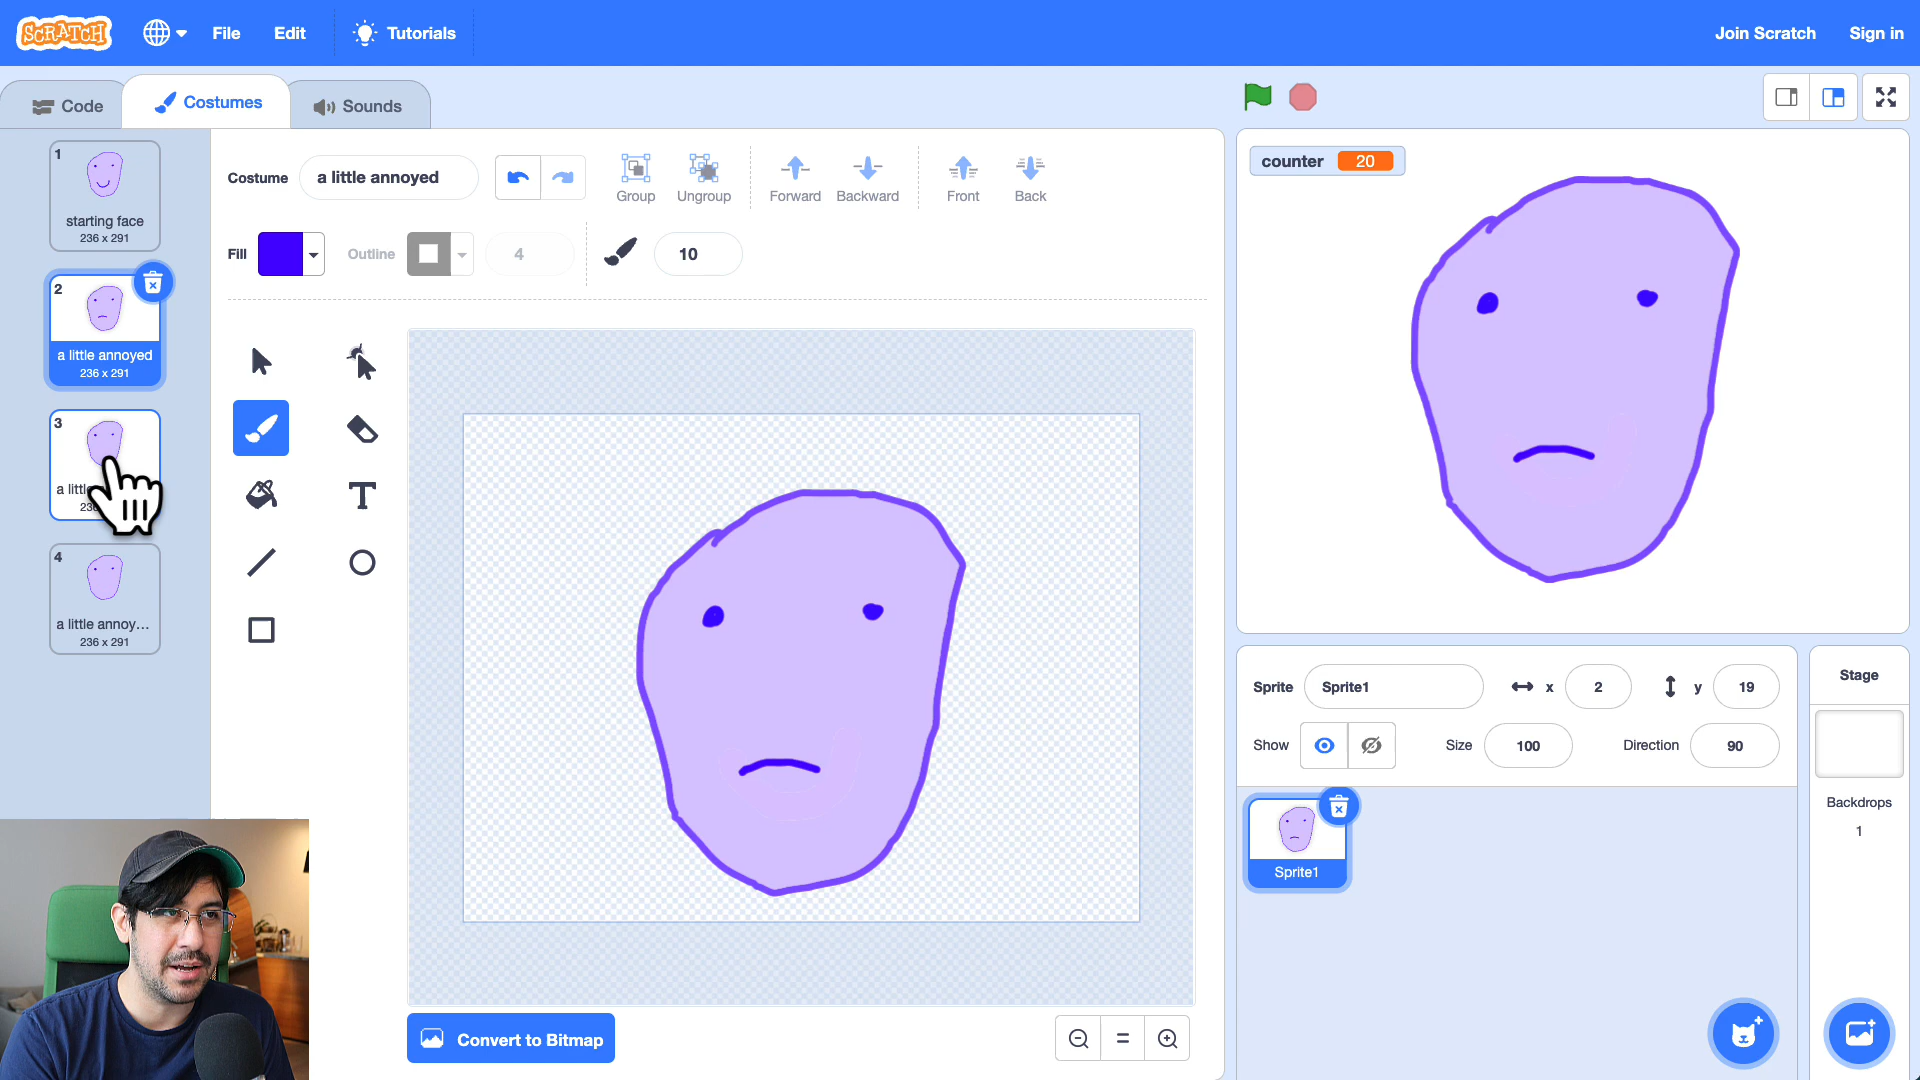 SCRATCH File Edit Tutorials Join Scratch Sign in
Code Costumes Sounds
1
starting face
236 x 291
2
a little annoyed
236 x 291
3
4
a little annoy...
236 x 291
Costume a little annoyed
Group Ungroup Forward Backward Front Back
Fill Outline 4 10
T
Convert to Bitmap
counter 20
Sprite Sprite1 x 2 y 19
Show Size 100 Direction 90
Sprite1
Stage
Backdrops
1